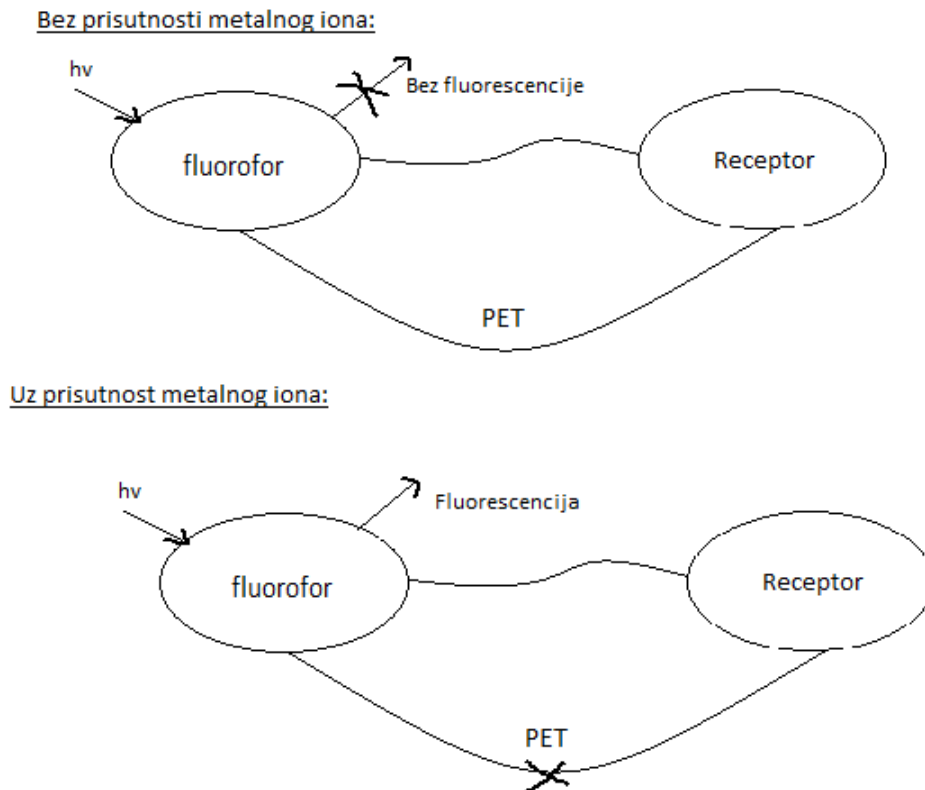 Bez prisutnosti metalnog iona:
hv
Bez fluorescencije
fluorofor
Receptor
PET
Uz prisutnost metalnog iona:
hv
Fluorescencija
fluorofor
Receptor
PET